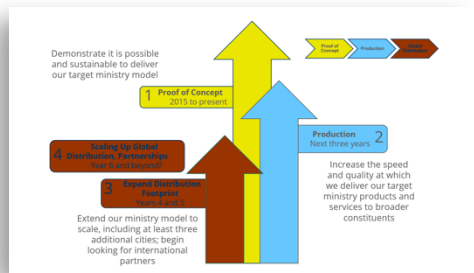 Demonstrate it is possible
and sustainable to deliver
our target ministry model
Proof of
Concept
Production
Global
Distribution
1 Proof of Concept
2015 to present
Production 2
Next three years
Increase the speed
and quality at which
we deliver our target
ministry products and
services to broader
constituents
4 Scaling Up Global
Distribution, Partnerships
Year 6 and beyond?
3 Expand Distribution
Footprint
Years 4 and 5
Extend our ministry model to
scale, including at least three
additional cities; begin
looking for international
partners